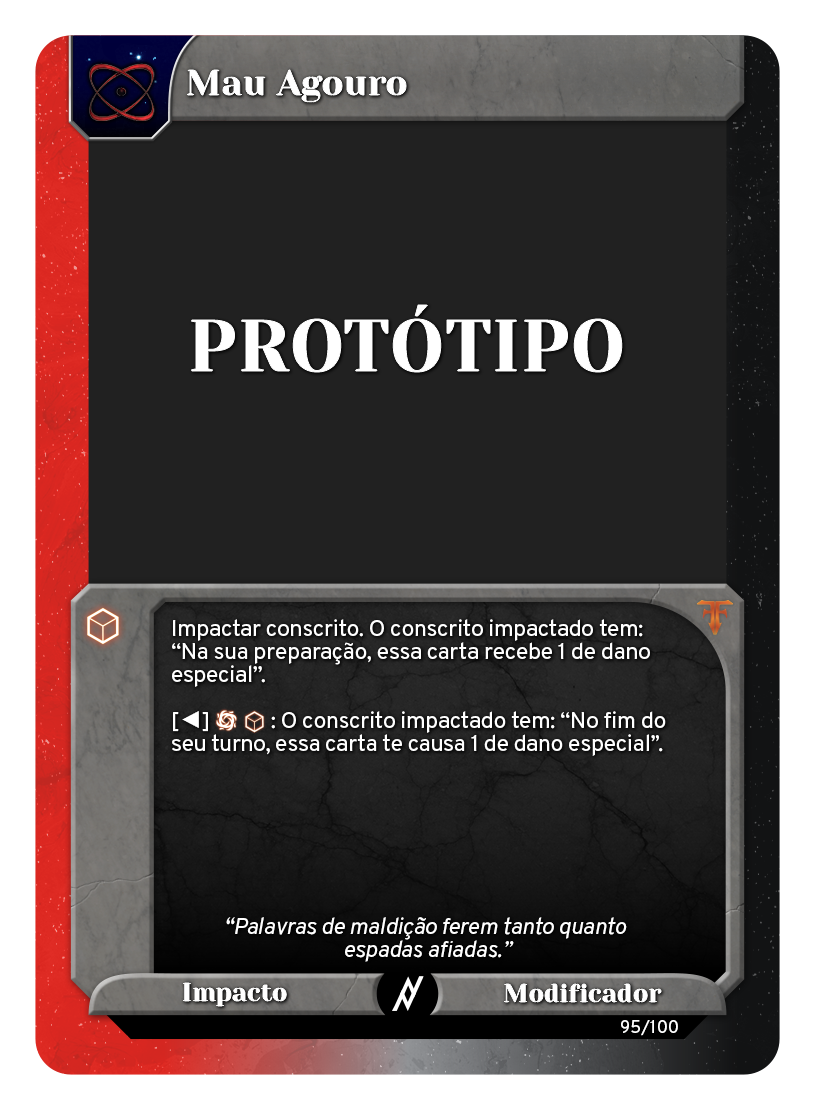 Mau Agouro
PROTÓTIPO
Impactar conscrito. O conscrito impactado tem:
“Na sua preparação, essa carta recebe 1 de dano
especial”.
[◀] : O conscrito impactado tem: “No fim do
seu turno, essa carta te causa 1 de dano especial”.
“Palavras de maldição ferem tanto quanto
espadas afiadas.”
Impacto
Modificador
95/100